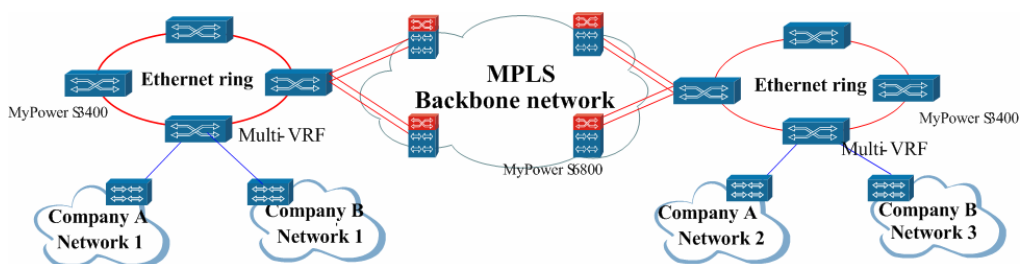 Ethernet ring
MyPower S3400
Multi-VRF
Company A
Network 1
Company B
Network 1
MPLS
Backbone network
MyPower S6800
Ethernet ring
MyPower S3400
Multi-VRF
Company A
Network 2
Company B
Network 3